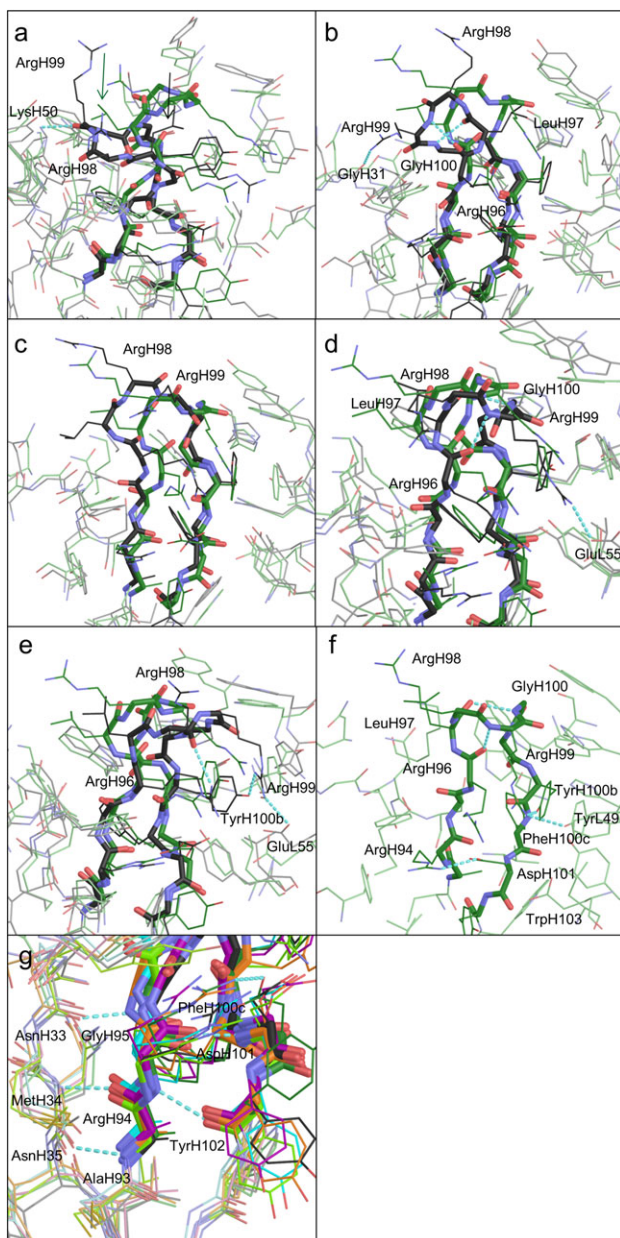 a
ArgH99
LysH50
ArgH98
b
ArgH98
ArgH99
LeuH97
GlyH31
GlyH100
ArgH96
c
ArgH98
ArgH99
d
ArgH98
GlyH100
LeuH97
ArgH99
ArgH96
GluL55
e
ArgH98
ArgH96
ArgH99
TyrH100b
GluL55
f
ArgH98
GlyH100
LeuH97
ArgH99
ArgH96
TyrH100b
TyrL49
PheH100c
ArgH94
AspH101
TrpH103
g
PheH100c
AsnH33
GlyH95
AspH101
MetH34
ArgH94
TyrH102
AsnH35
AlaH93